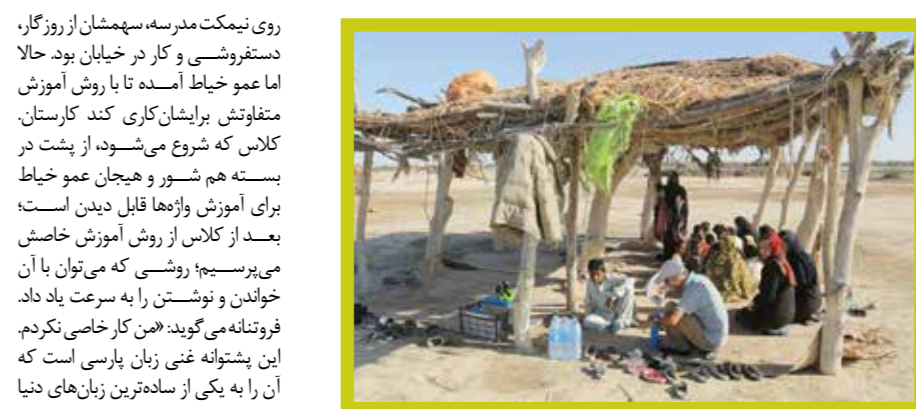 روی نیمکت مدرسه، سهمشان از روزگار،
دستفروشی و کار در خیابان بود. حالا
اما عمو خیاط آمده تا با روش آموزش
متفاوتش برایشان کاری کند کارستان.
کلاس که شروع می‌شود، از پشت در
بسته هم شور و هیجان عمو خیاط
برای آموزش واژه‌ها قابل دیدن است؛
بعد از کلاس از روش آموزش خاصش
می‌پرسیم؛ روشی که می‌توان با آن
خواندن و نوشتن را به سرعت یاد داد.
فروتنانه می‌گوید: «من کار خاصی نکردم.
این پشتوانه غنی زبان پارسی است که
آن را به یکی از ساده‌ترین زبان‌های دنیا